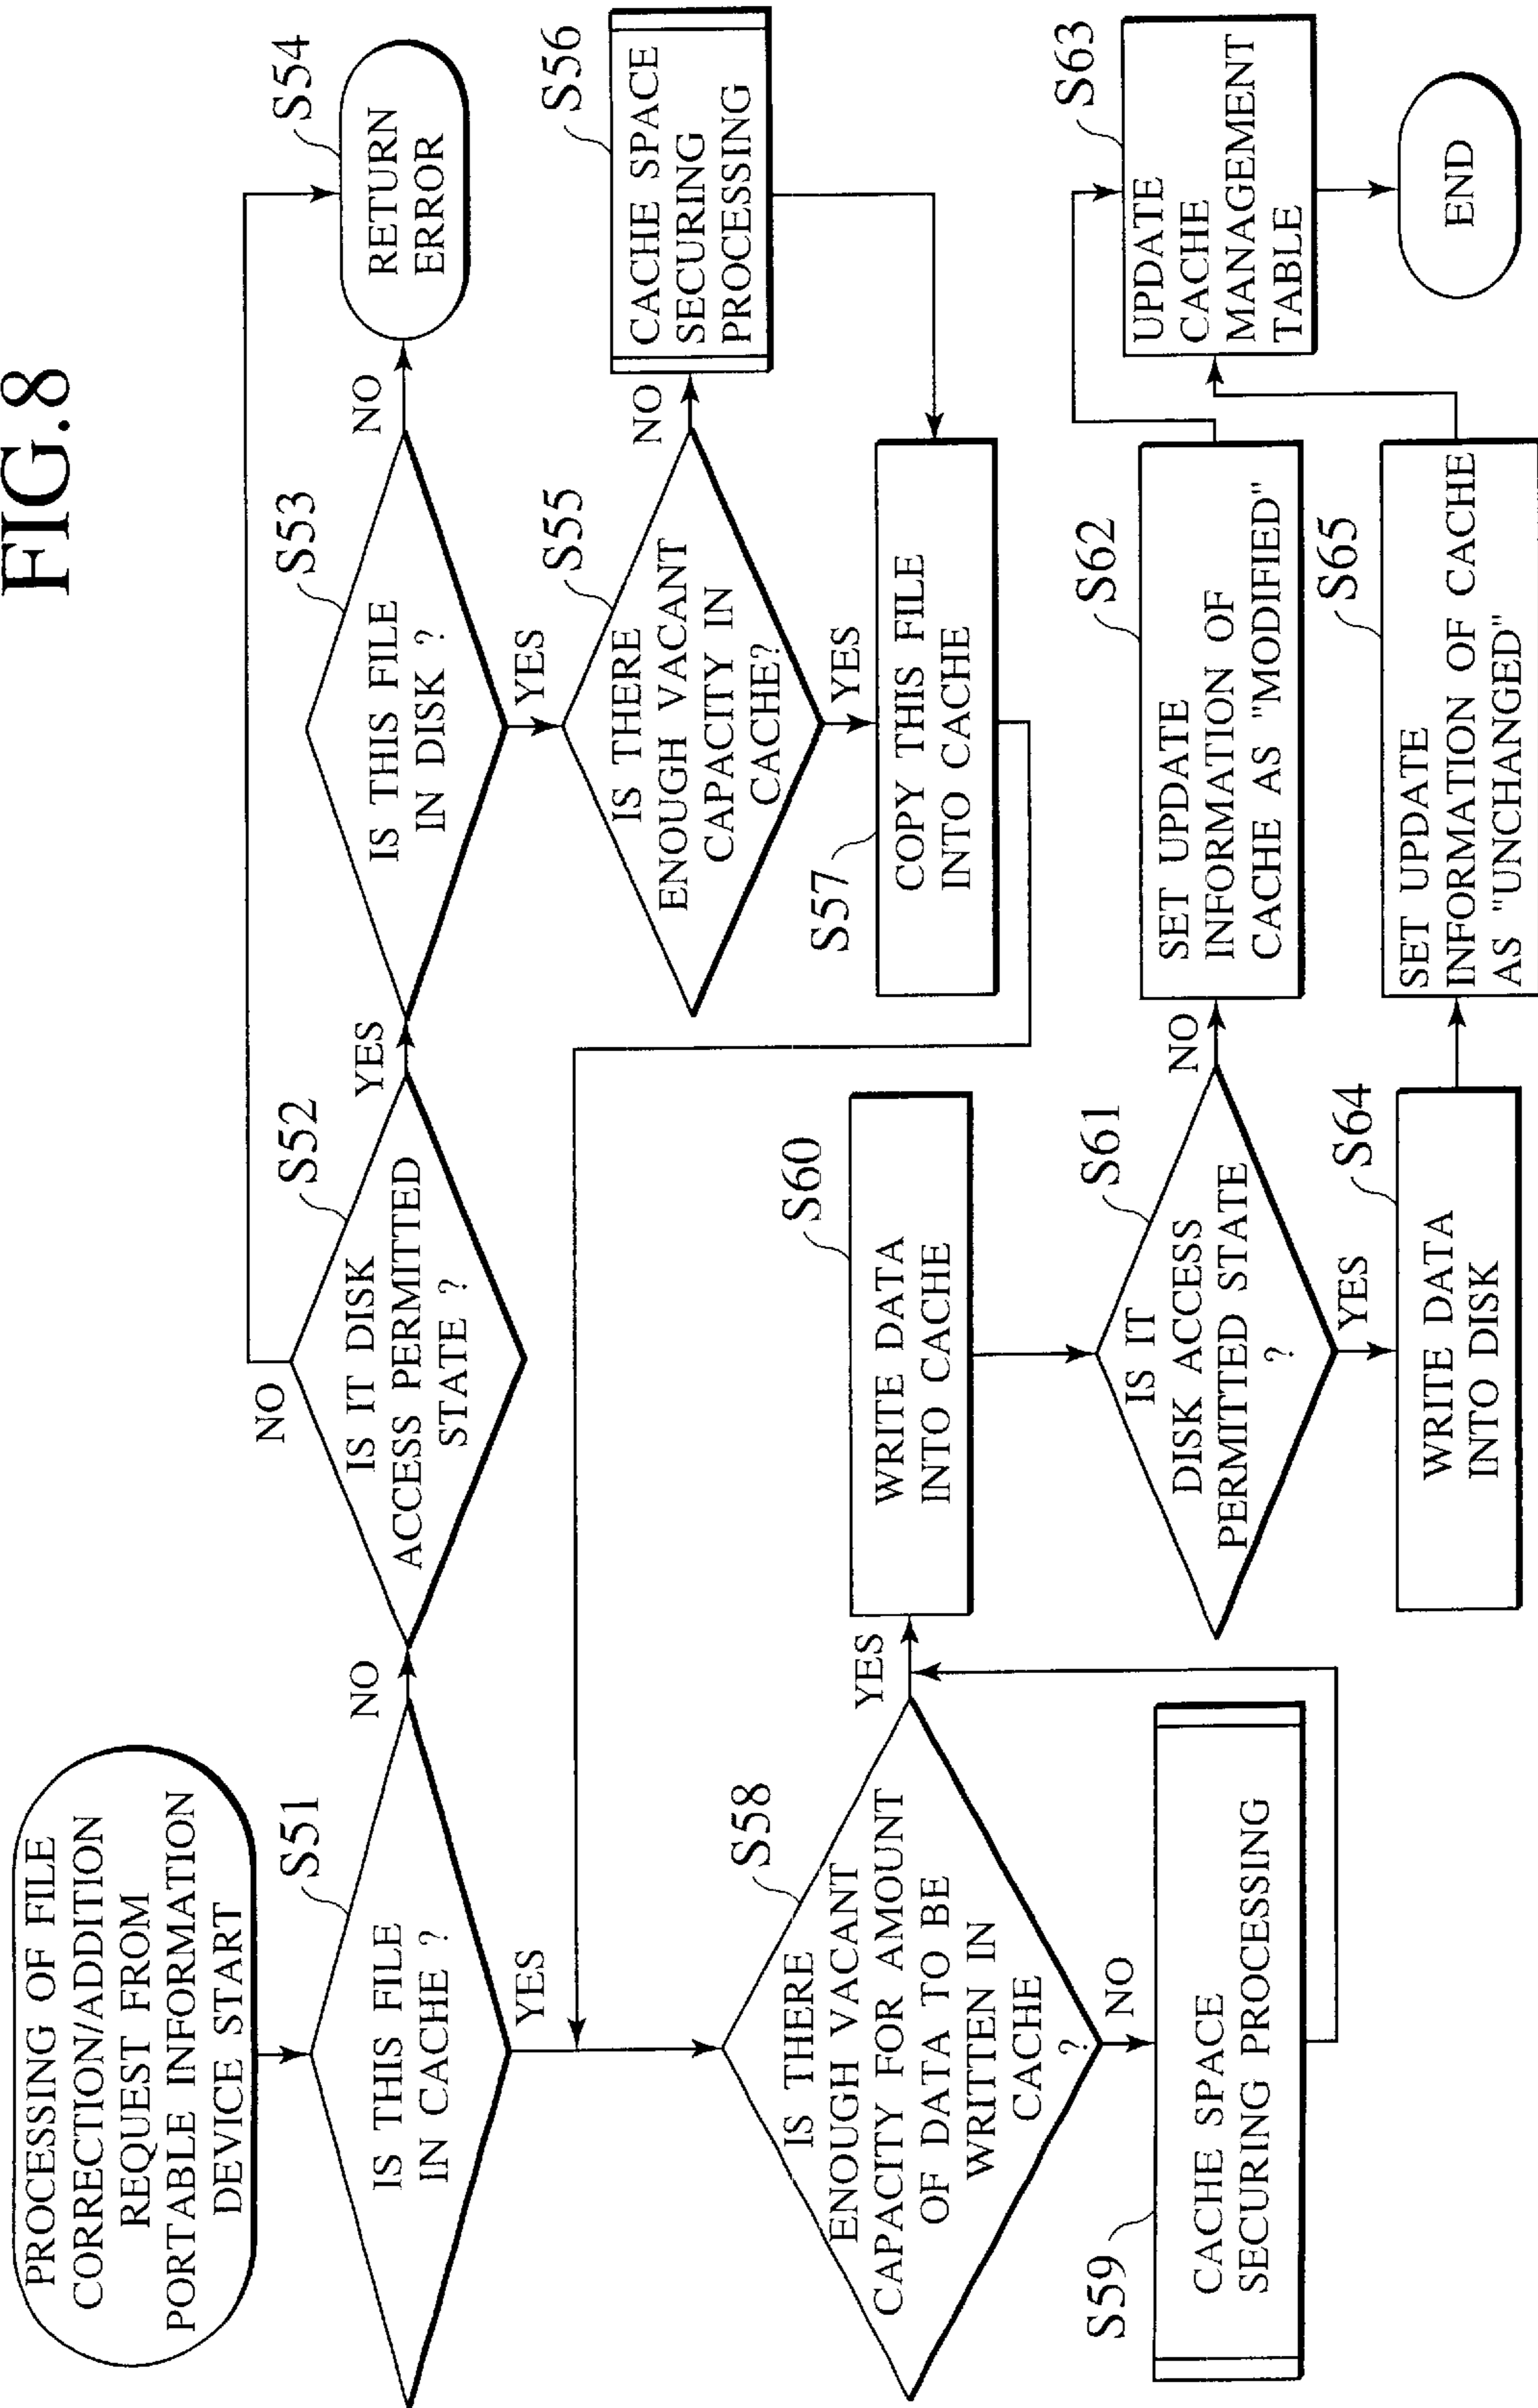 FIG.8
PROCESSING OF FILE
CORRECTION/ADDITION
REQUEST FROM
PORTABLE INFORMATION
DEVICE START
S51
IS THIS FILE
IN CACHE ?
NO
YES
S52
IS IT DISK
ACCESS PERMITTED
STATE ?
NO
YES
S53
IS THIS FILE
IN DISK ?
NO
YES
S54
RETURN
ERROR
S55
IS THERE
ENOUGH VACANT
CAPACITY IN
CACHE?
NO
YES
S56
CACHE SPACE
SECURING
PROCESSING
S57
COPY THIS FILE
INTO CACHE
S58
IS THERE
ENOUGH VACANT
CAPACITY FOR AMOUNT
OF DATA TO BE
WRITTEN IN
CACHE
?
YES
NO
S59
CACHE SPACE
SECURING PROCESSING
S60
WRITE DATA
INTO CACHE
S61
IS IT
DISK ACCESS
PERMITTED STATE
?
NO
YES
S62
SET UPDATE
INFORMATION OF
CACHE AS "MODIFIED"
S63
UPDATE
CACHE
MANAGEMENT
TABLE
END
S64
WRITE DATA
INTO DISK
S65
SET UPDATE
INFORMATION OF CACHE
AS "UNCHANGED"